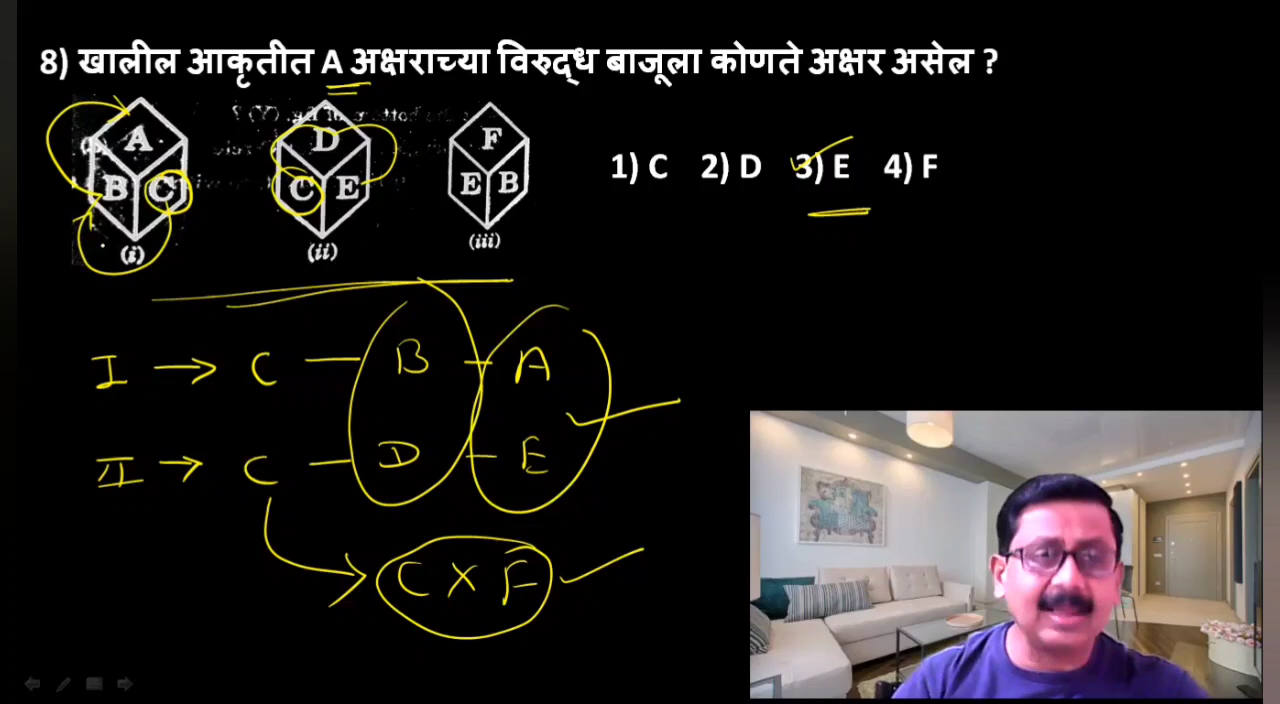 8) खालील आकृतीत A अक्षराच्या विरुद्ध बाजूला कोणते अक्षर असेल ?
A B C (i)
D C E (ii)
F E B (iii)
1) C 2) D 3) E 4) F
I → C — B — A
II → C — D — E
C X F